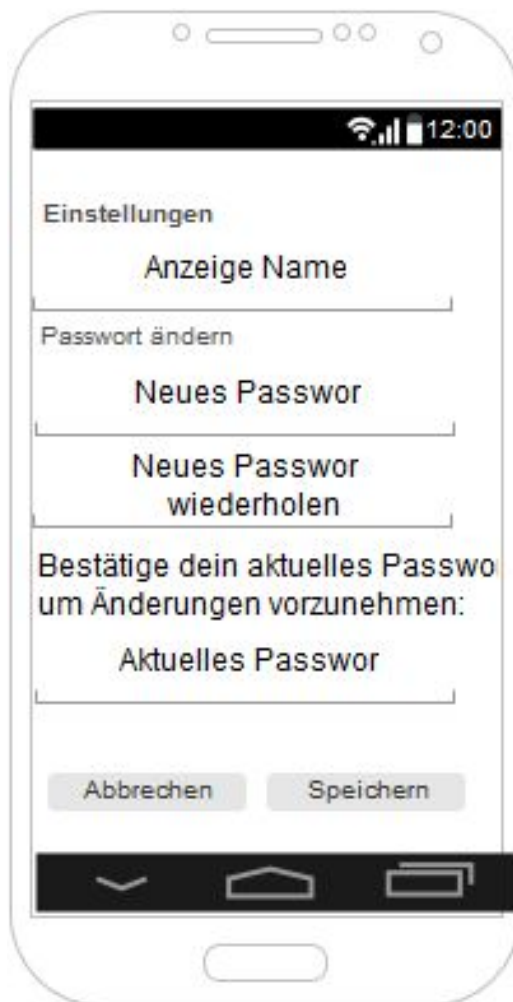 12:00
Einstellungen
Anzeige Name
Passwort ändern
Neues Passwor
Neues Passwor
wiederholen
Bestätige dein aktuelles Passwo
um Änderungen vorzunehmen:
Aktuelles Passwor
Abbrechen Speichern